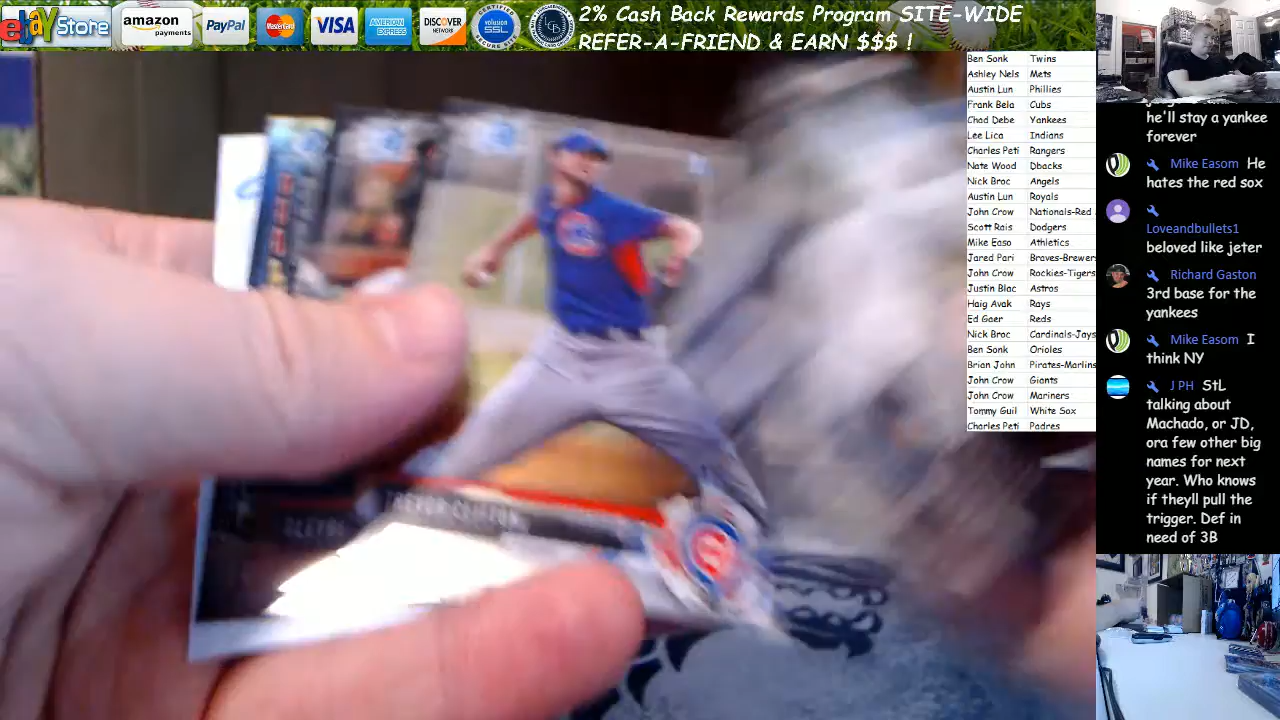 ebay Store
amazon
payments
PayPal
MasterCard
VISA
AMERICAN
EXPRESS
DISCOVER
NETWORK
CERTIFIED
volusion
SSL
SECURE SITE
2% Cash Back Rewards Program SITE-WIDE
REFER-A-FRIEND & EARN $$$ !
Ben Sonk Twins
Ashley Nels Mets
Austin Lun Phillies
Frank Bela Cubs
Chad Debe Yankees
Lee Lica Indians
Charles Peti Rangers
Nate Wood Dbacks
Nick Broc Angels
Austin Lun Royals
John Crow Nationals-Red
Scott Rais Dodgers
Mike Easo Athletics
Jared Pari Braves-Brewer
John Crow Rockies-Tigers
Justin Blac Astros
Haig Avak Rays
Ed Gaer Reds
Nick Broc Cardinals-Jays
Ben Sonk Orioles
Brian John Pirates-Marlins
John Crow Giants
John Crow Mariners
Tommy Guil White Sox
Charles Peti Padres
he'll stay a yankee
forever
Mike Easom He
hates the red sox
Loveandbullets1
beloved like jeter
Richard Gaston
3rd base for the
yankees
Mike Easom I
think NY
J PH StL
talking about
Machado, or JD,
ora few other big
names for next
year. Who knows
if theyll pull the
trigger. Def in
need of 3B
TREVOR CLIFTON